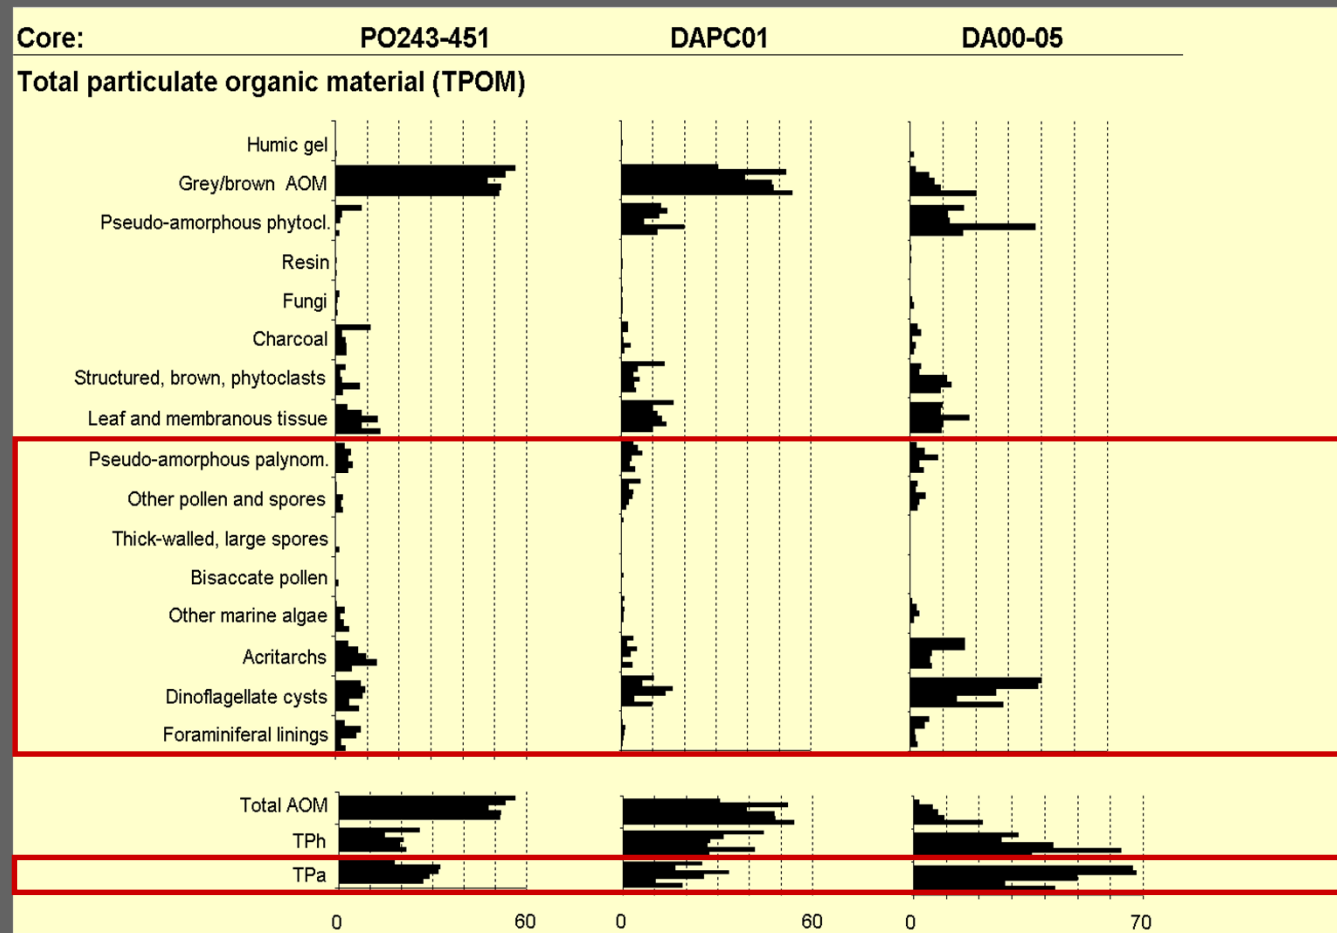 Core: PO243-451 DAPC01 DA00-05
Total particulate organic material (TPOM)
Humic gel
Grey/brown AOM
Pseudo-amorphous phytocl.
Resin
Fungi
Charcoal
Structured, brown, phytoclasts
Leaf and membranous tissue
Pseudo-amorphous palynom.
Other pollen and spores
Thick-walled, large spores
Bisaccate pollen
Other marine algae
Acritarchs
Dinoflagellate cysts
Foraminiferal linings
Total AOM
TPh
TPa
0 60 0 60 0 70